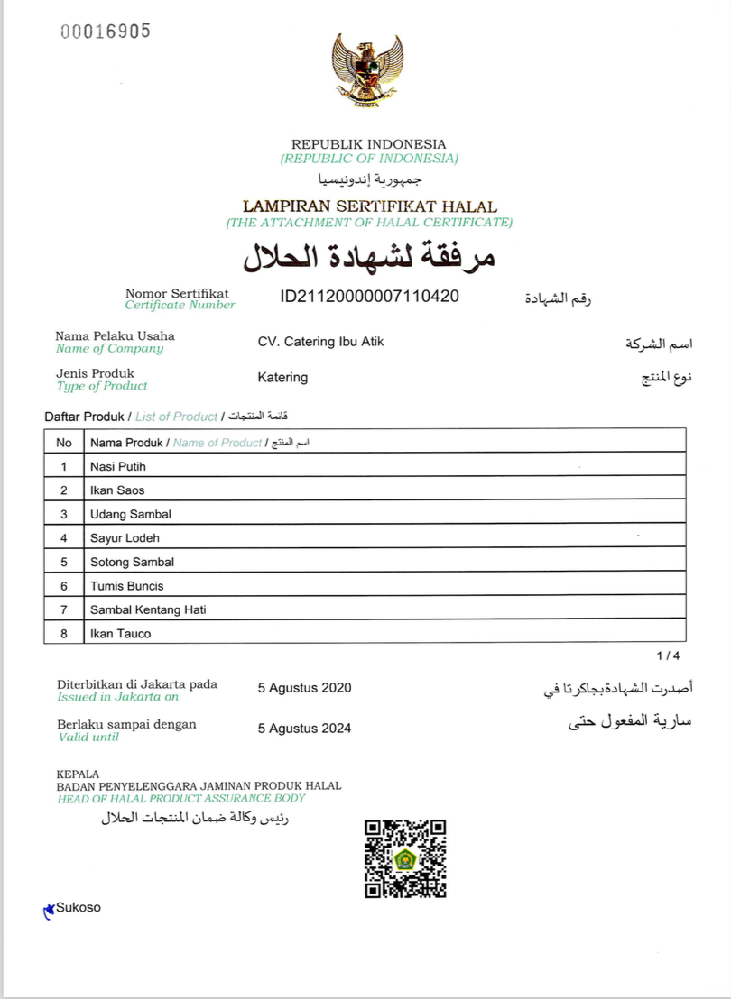 00016905
REPUBLIK INDONESIA
(REPUBLIC OF INDONESIA)
جمهورية إندونيسيا
LAMPIRAN SERTIFIKAT HALAL
(THE ATTACHMENT OF HALAL CERTIFICATE)
مرفقة لشهادة الحلال
Nomor Sertifikat ID21120000007110420 رقم الشهادة
Certificate Number
Nama Pelaku Usaha CV. Catering Ibu Atik اسم الشركة
Name of Company
Jenis Produk Katering نوع المنتج
Type of Product
Daftar Produk / List of Product / قائمة المنتجات
No Nama Produk / Name of Product / اسم المنتج
1 Nasi Putih
2 Ikan Saos
3 Udang Sambal
4 Sayur Lodeh
5 Sotong Sambal
6 Tumis Buncis
7 Sambal Kentang Hati
8 Ikan Tauco
1 / 4
Diterbitkan di Jakarta pada 5 Agustus 2020 أصدرت الشهادة بجاكرتا في
Issued in Jakarta on
Berlaku sampai dengan 5 Agustus 2024 سارية المفعول حتى
Valid until
KEPALA
BADAN PENYELENGGARA JAMINAN PRODUK HALAL
HEAD OF HALAL PRODUCT ASSURANCE BODY
رئيس وكالة ضمان المنتجات الحلال
Sukoso